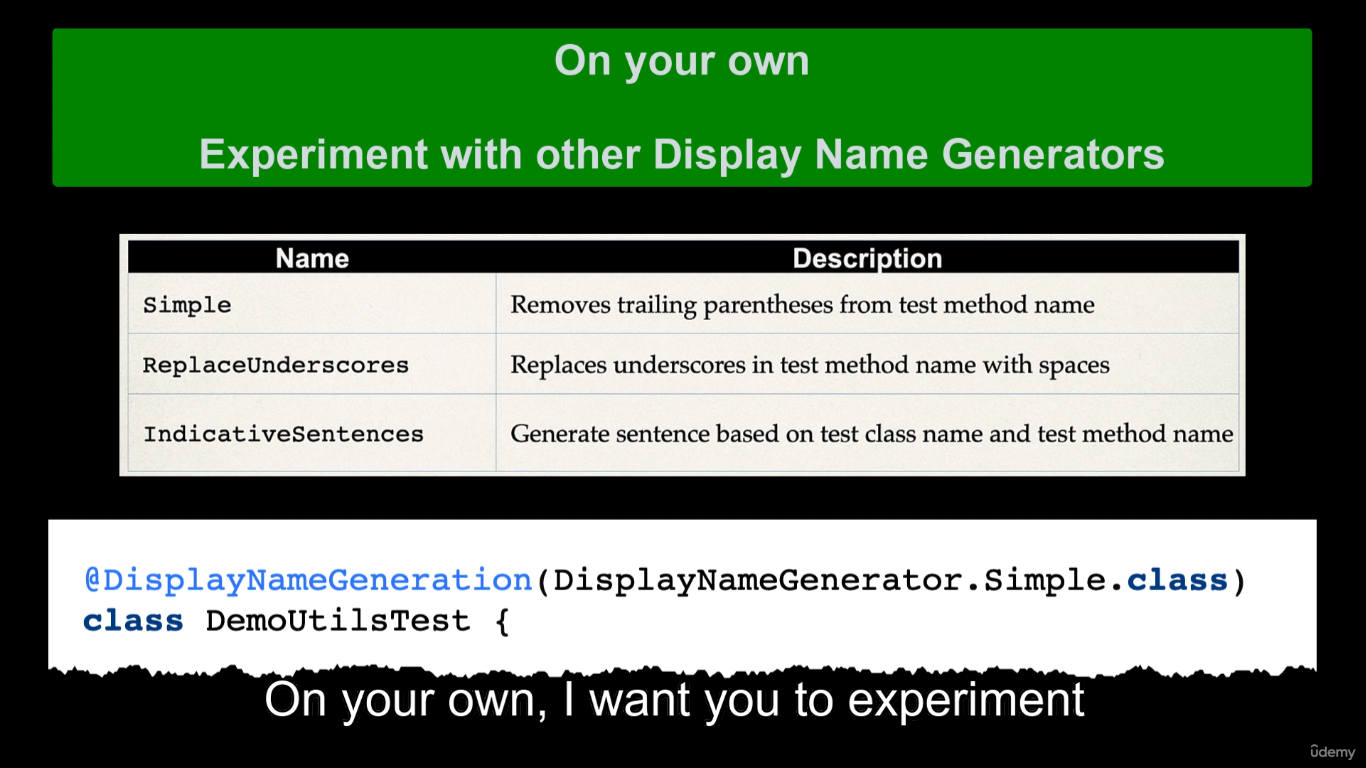 On your own
Experiment with other Display Name Generators
Name Description
Simple Removes trailing parentheses from test method name
ReplaceUnderscores Replaces underscores in test method name with spaces
IndicativeSentences Generate sentence based on test class name and test method name
@DisplayNameGeneration(DisplayNameGenerator.Simple.class)
class DemoUtilsTest {
On your own, I want you to experiment
ûdemy